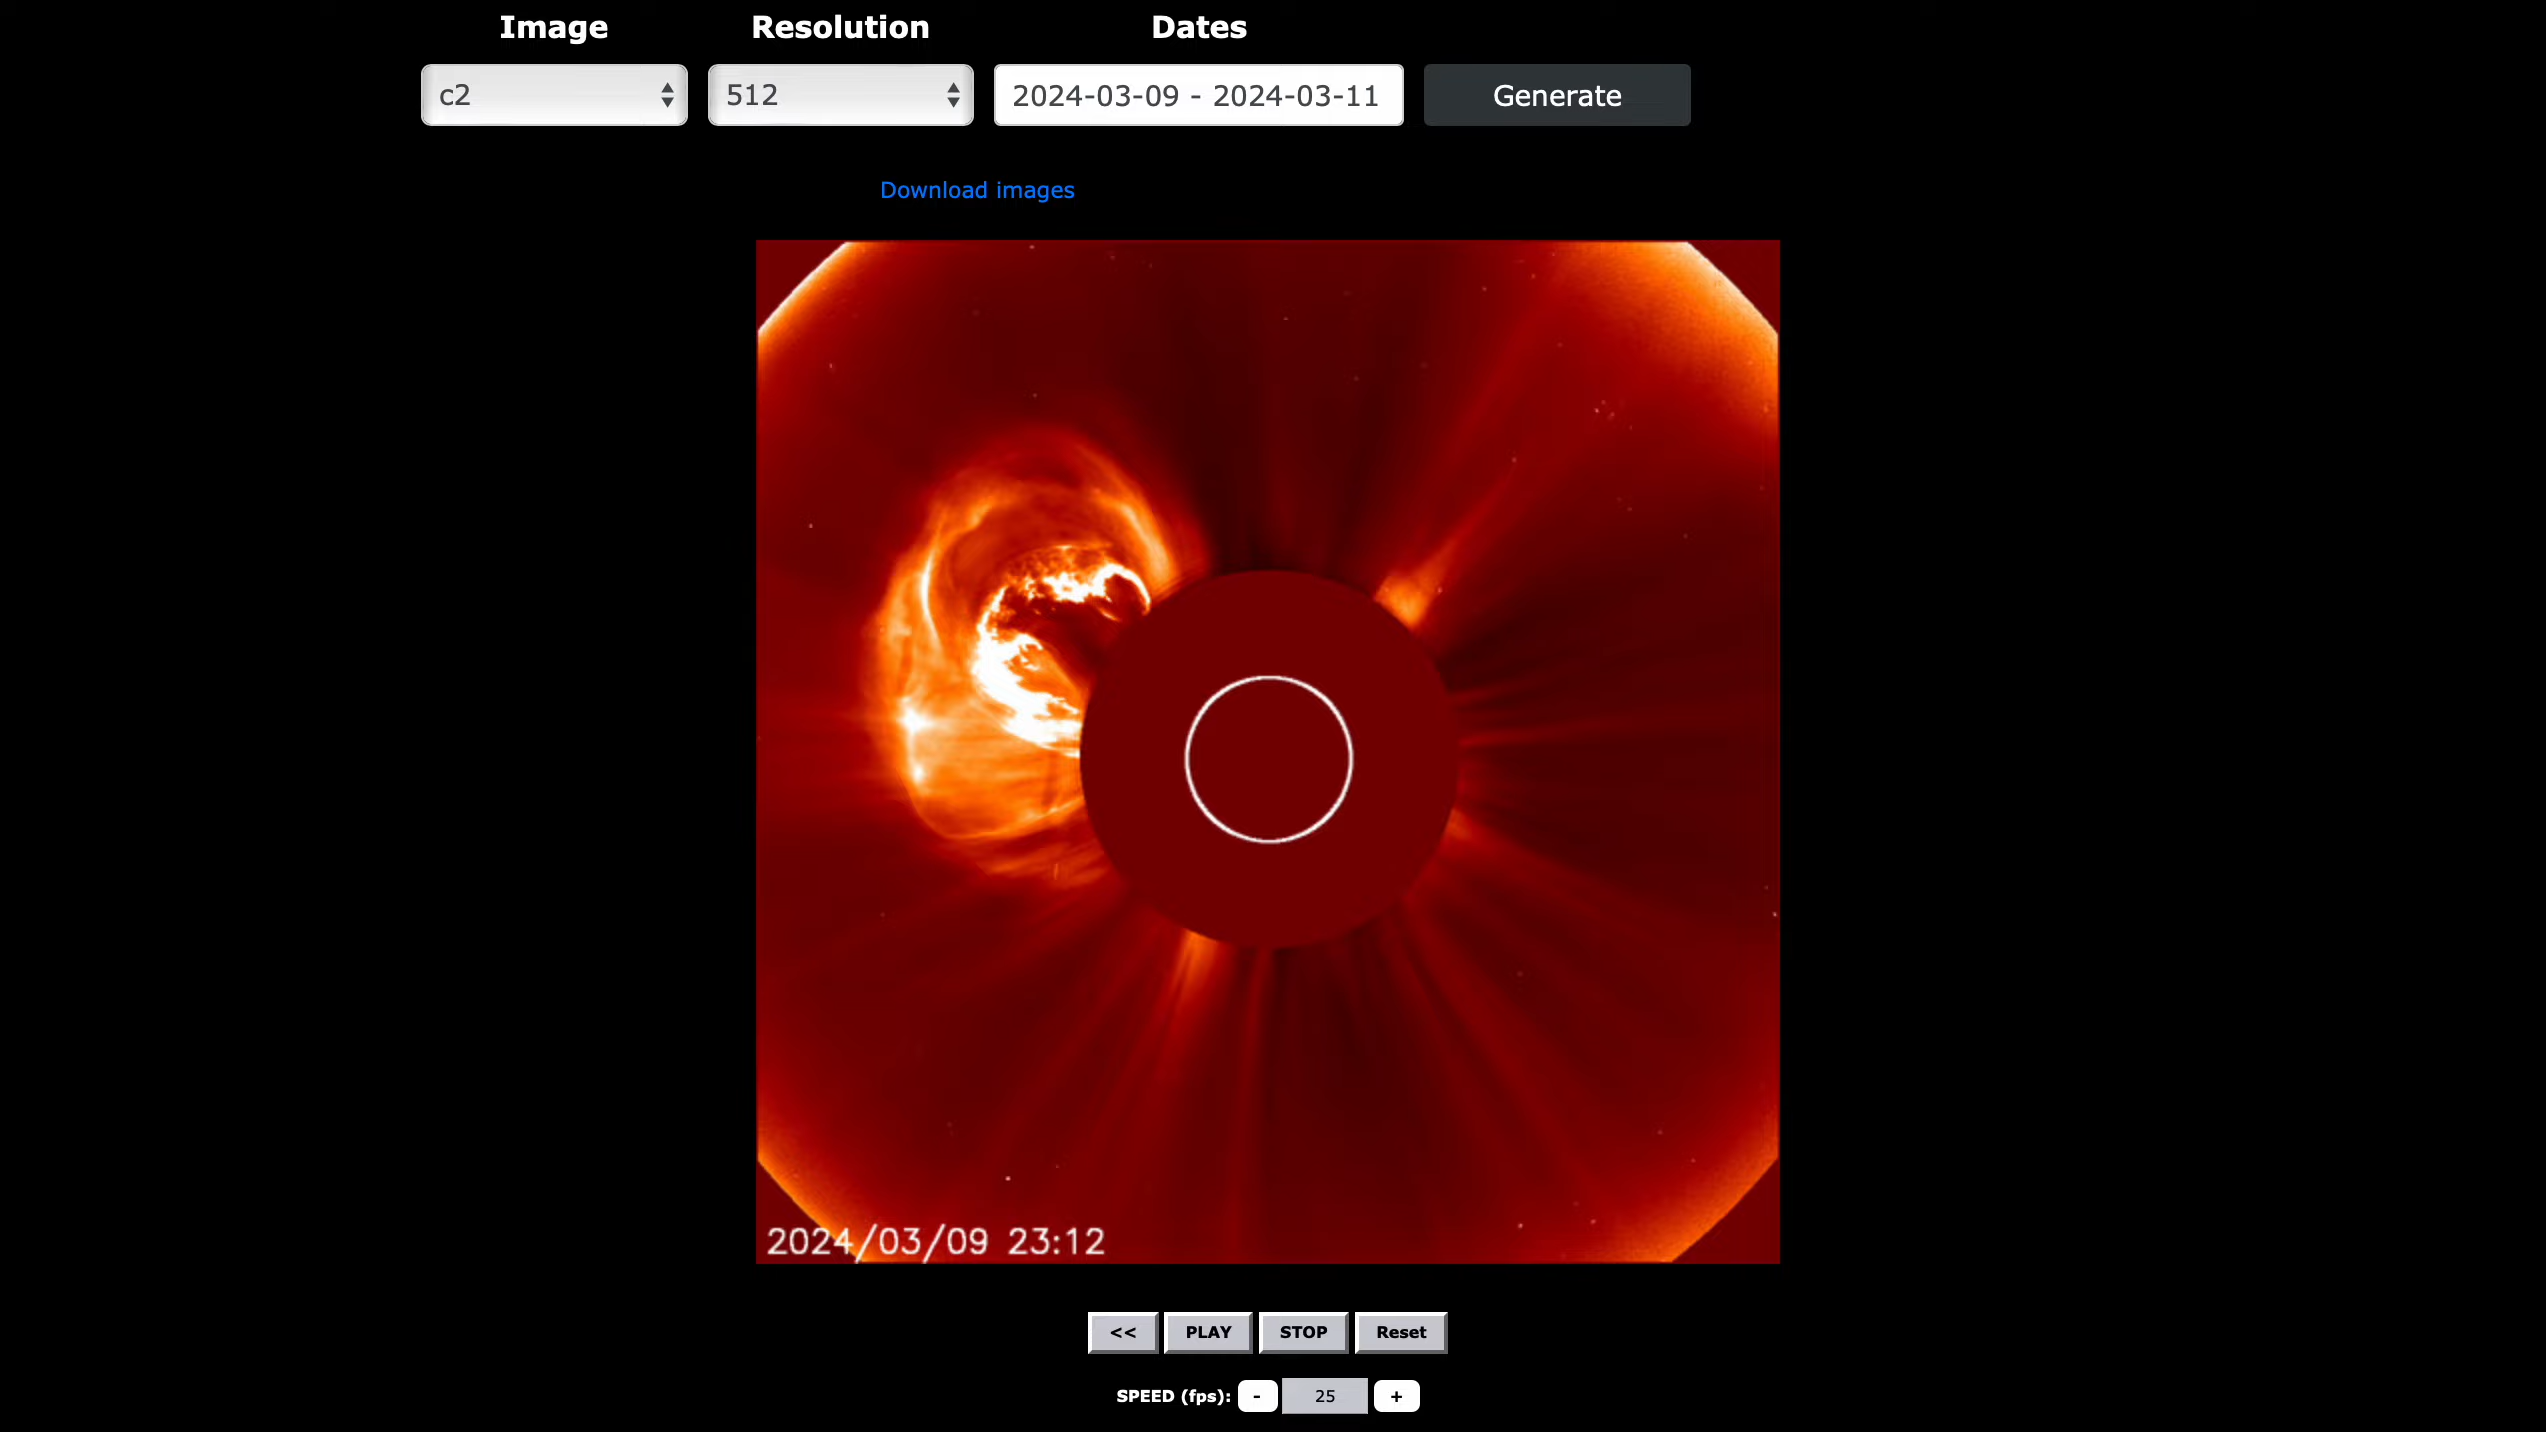 Image Resolution Dates
c2 512 2024-03-09 - 2024-03-11 Generate
Download images
2024/03/09 23:12
<< PLAY STOP Reset
SPEED (fps): - 25 +